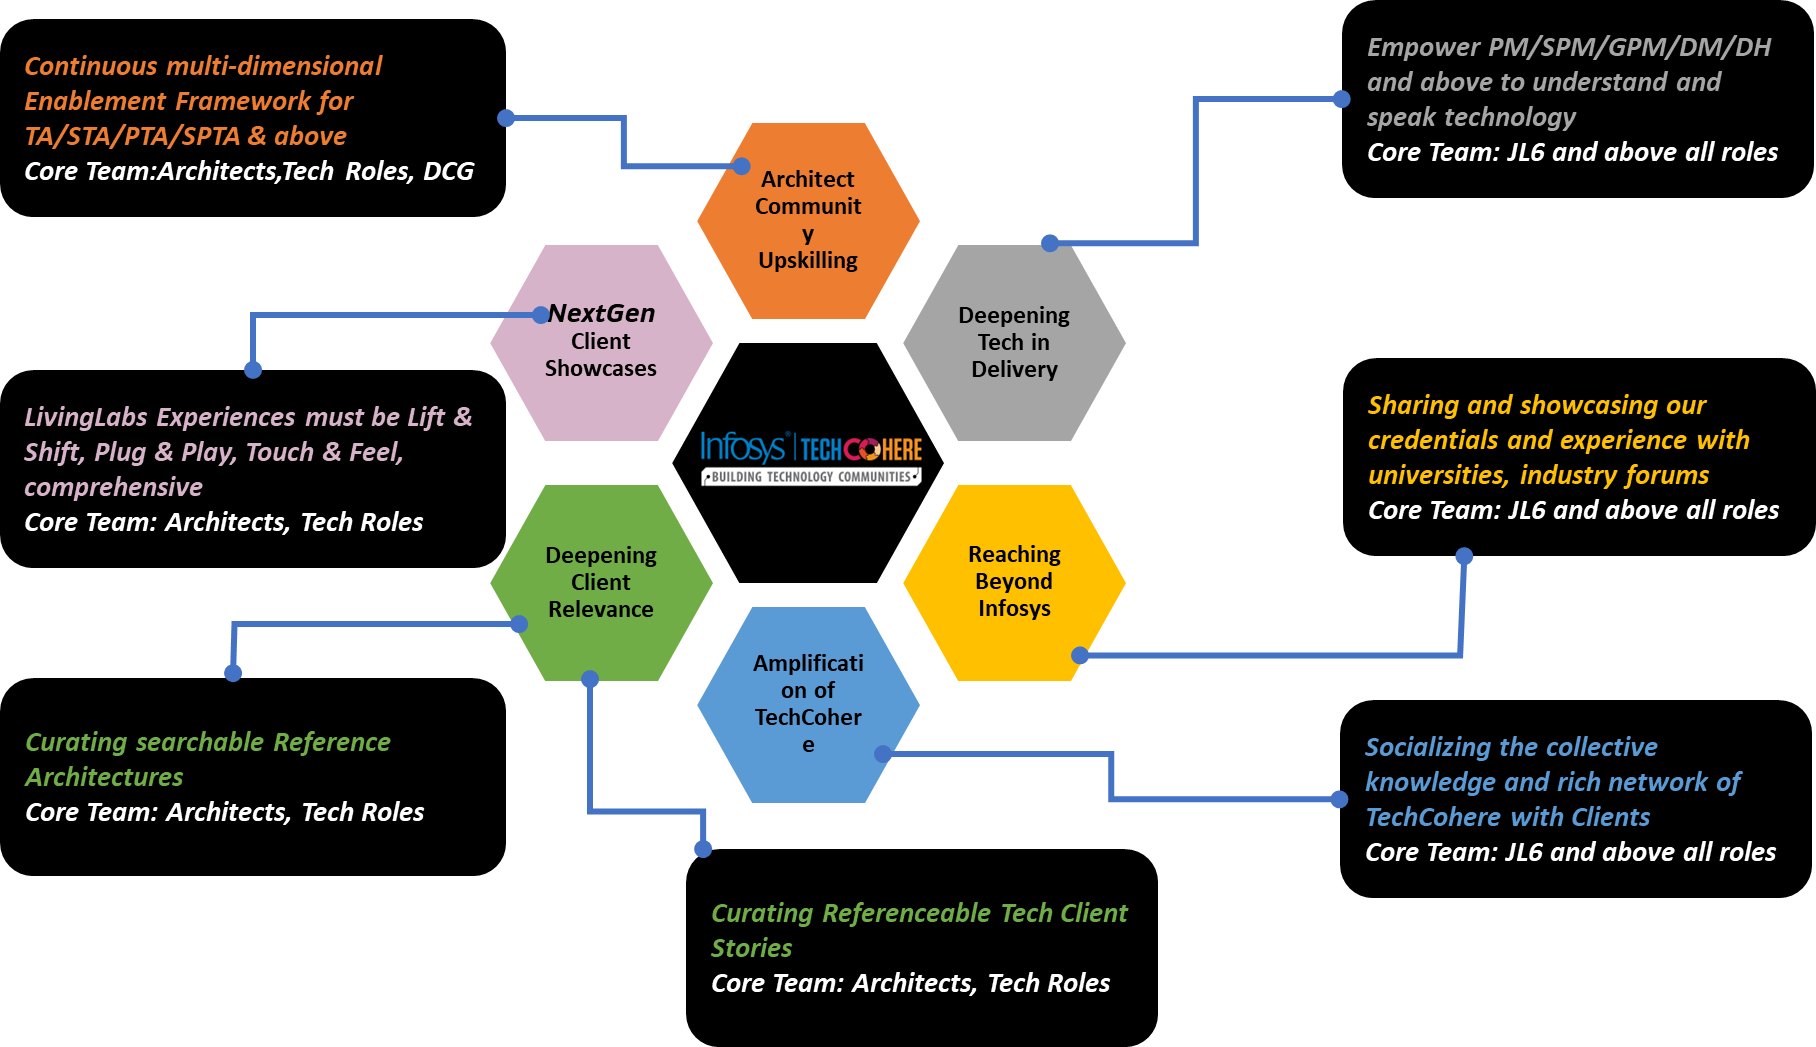 Continuous multi-dimensional
Enablement Framework for
TA/STA/PTA/SPTA & above
Core Team:Architects,Tech Roles, DCG
Empower PM/SPM/GPM/DM/DH
and above to understand and
speak technology
Core Team: JL6 and above all roles
Architect
Communit
y
Upskilling
NextGen
Client
Showcases
Deepening
Tech in
Delivery
LivingLabs Experiences must be Lift &
Shift, Plug & Play, Touch & Feel,
comprehensive
Core Team: Architects, Tech Roles
Infosys® | TECHCOHERE
BUILDING TECHNOLOGY COMMUNITIES
Sharing and showcasing our
credentials and experience with
universities, industry forums
Core Team: JL6 and above all roles
Deepening
Client
Relevance
Reaching
Beyond
Infosys
Amplificati
on of
TechCoher
e
Curating searchable Reference
Architectures
Core Team: Architects, Tech Roles
Socializing the collective
knowledge and rich network of
TechCohere with Clients
Core Team: JL6 and above all roles
Curating Referenceable Tech Client
Stories
Core Team: Architects, Tech Roles